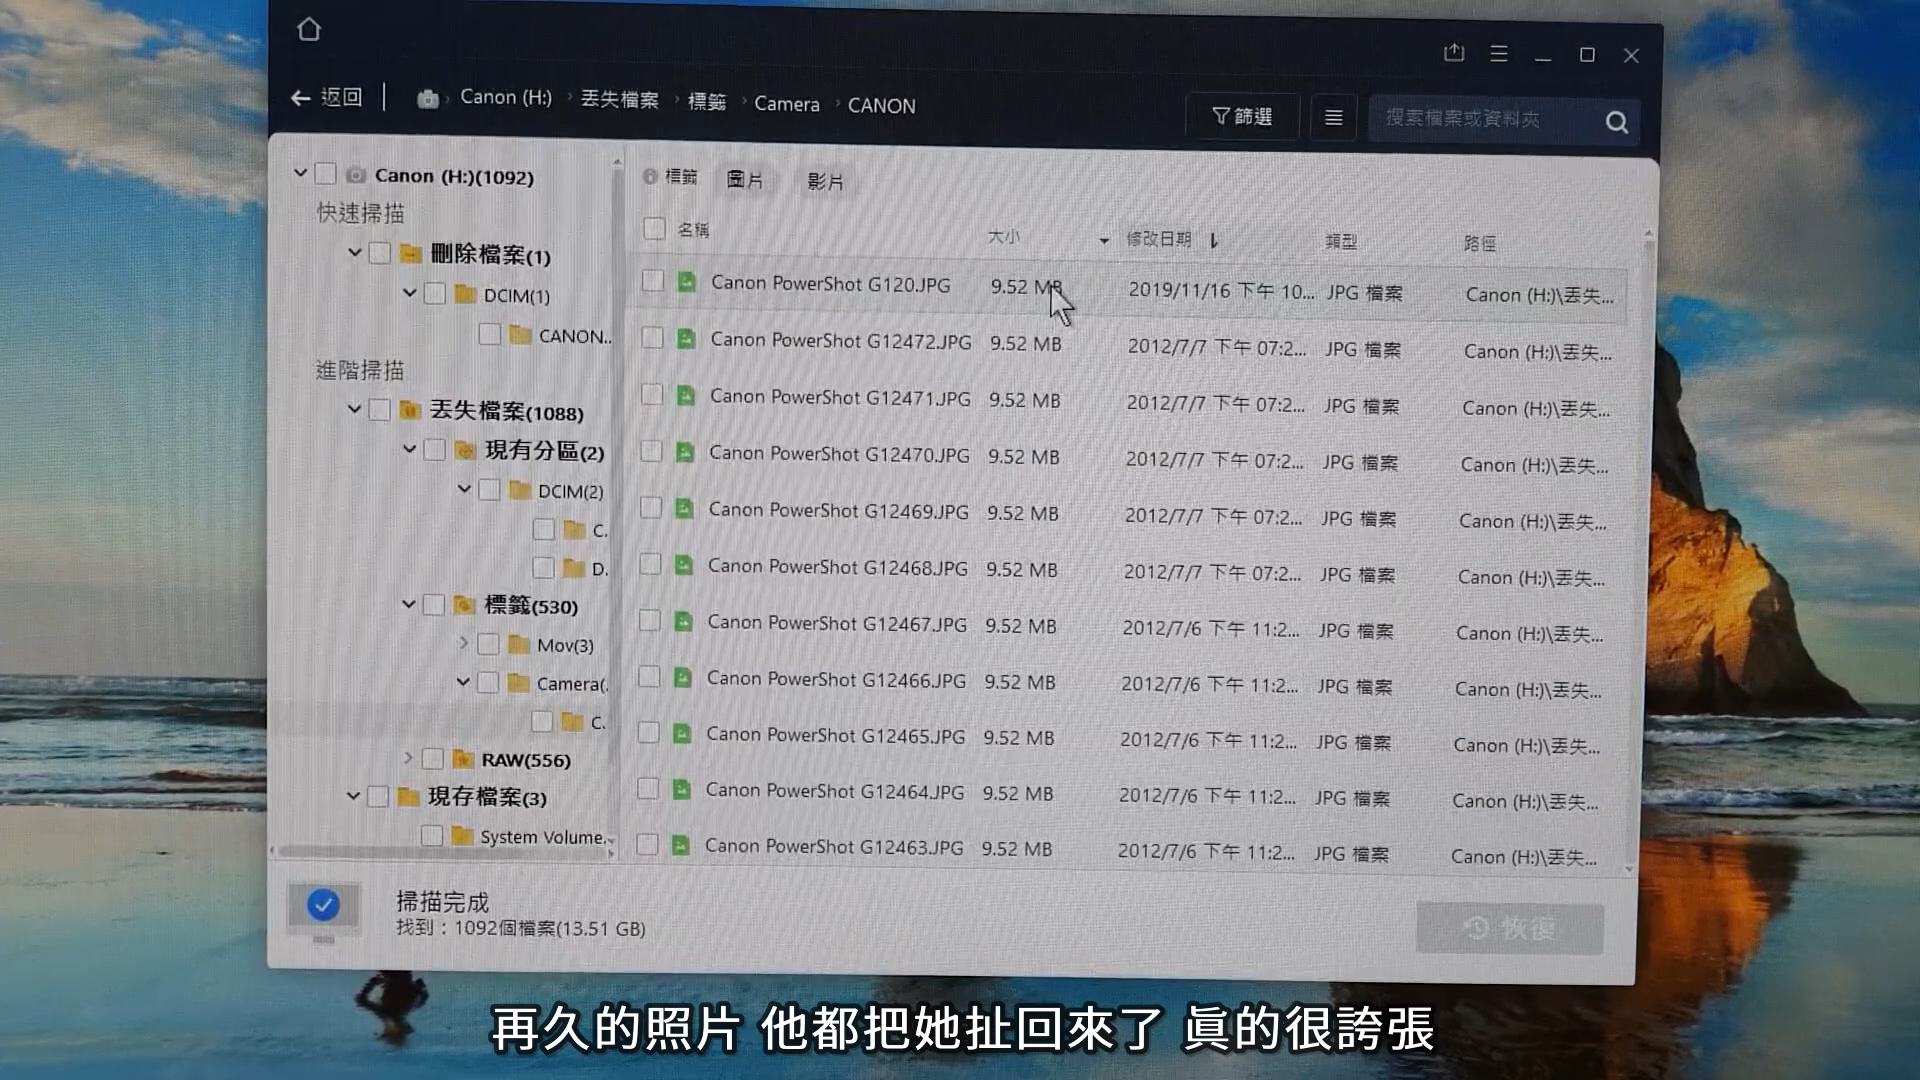 返回 Canon (H:) 丟失檔案 標籤 Camera CANON 篩選 搜索檔案或資料夾
Canon (H:)(1092)
快速掃描
刪除檔案(1)
DCIM(1)
CANON..
進階掃描
丟失檔案(1088)
現有分區(2)
DCIM(2)
C.
D.
標籤(530)
Mov(3)
Camera(.
C.
RAW(556)
現存檔案(3)
System Volume.
標籤 圖片 影片
名稱 大小 修改日期 類型 路徑
Canon PowerShot G120.JPG 9.52 MB 2019/11/16 下午 10... JPG 檔案 Canon (H:)\丟失...
Canon PowerShot G12472.JPG 9.52 MB 2012/7/7 下午 07:2... JPG 檔案 Canon (H:)\丟失...
Canon PowerShot G12471.JPG 9.52 MB 2012/7/7 下午 07:2... JPG 檔案 Canon (H:)\丟失...
Canon PowerShot G12470.JPG 9.52 MB 2012/7/7 下午 07:2... JPG 檔案 Canon (H:)\丟失...
Canon PowerShot G12469.JPG 9.52 MB 2012/7/7 下午 07:2... JPG 檔案 Canon (H:)\丟失...
Canon PowerShot G12468.JPG 9.52 MB 2012/7/7 下午 07:2... JPG 檔案 Canon (H:)\丟失...
Canon PowerShot G12467.JPG 9.52 MB 2012/7/6 下午 11:2... JPG 檔案 Canon (H:)\丟失...
Canon PowerShot G12466.JPG 9.52 MB 2012/7/6 下午 11:2... JPG 檔案 Canon (H:)\丟失...
Canon PowerShot G12465.JPG 9.52 MB 2012/7/6 下午 11:2... JPG 檔案 Canon (H:)\丟失...
Canon PowerShot G12464.JPG 9.52 MB 2012/7/6 下午 11:2... JPG 檔案 Canon (H:)\丟失...
Canon PowerShot G12463.JPG 9.52 MB 2012/7/6 下午 11:2... JPG 檔案 Canon (H:)\丟失...
掃描完成
找到：1092個檔案(13.51 GB)
恢復
再久的照片 他都把她扯回來了 真的很誇張